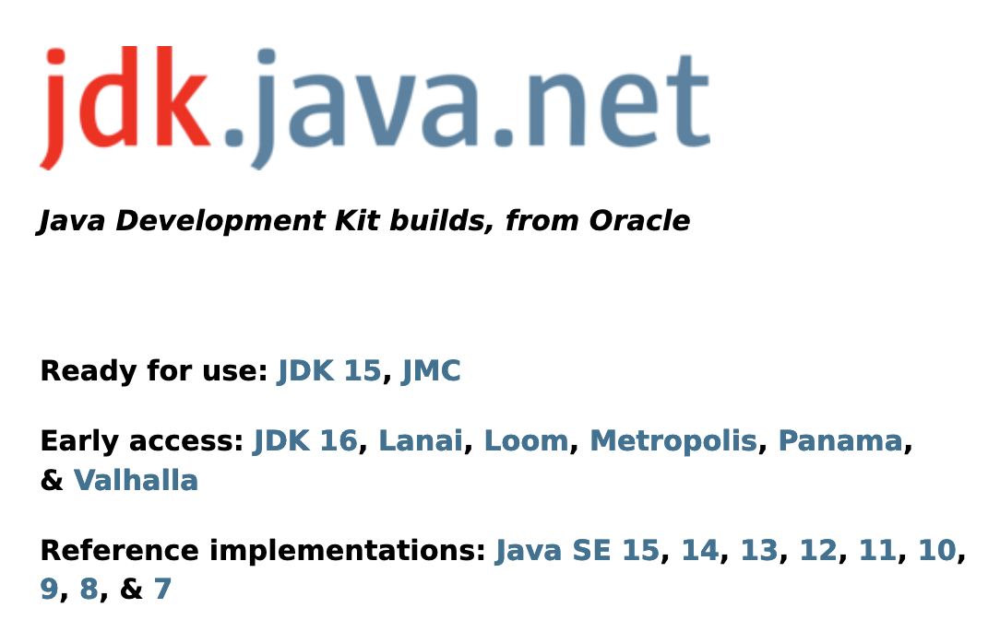 jdk.java.net
Java Development Kit builds, from Oracle
Ready for use: JDK 15, JMC
Early access: JDK 16, Lanai, Loom, Metropolis, Panama,
& Valhalla
Reference implementations: Java SE 15, 14, 13, 12, 11, 10,
9, 8, & 7